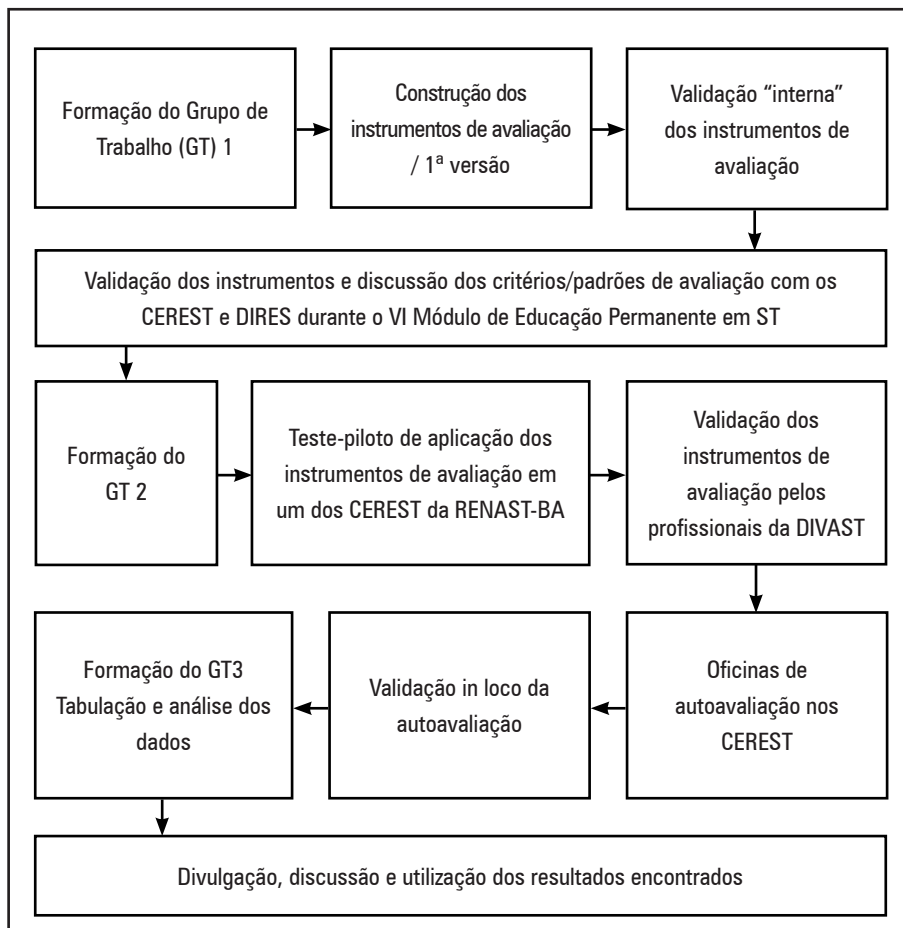 Formação do Grupo de
Trabalho (GT) 1
Construção dos
instrumentos de avaliação
/ 1ª versão
Validação “interna”
dos instrumentos de
avaliação
Validação dos instrumentos e discussão dos critérios/padrões de avaliação com os
CEREST e DIRES durante o VI Módulo de Educação Permanente em ST
Formação do
GT 2
Teste-piloto de aplicação dos
instrumentos de avaliação em
um dos CEREST da RENAST-BA
Validação dos
instrumentos de
avaliação pelos
profissionais da DIVAST
Oficinas de
autoavaliação nos
CEREST
Validação in loco da
autoavaliação
Formação do GT3
Tabulação e análise dos
dados
Divulgação, discussão e utilização dos resultados encontrados